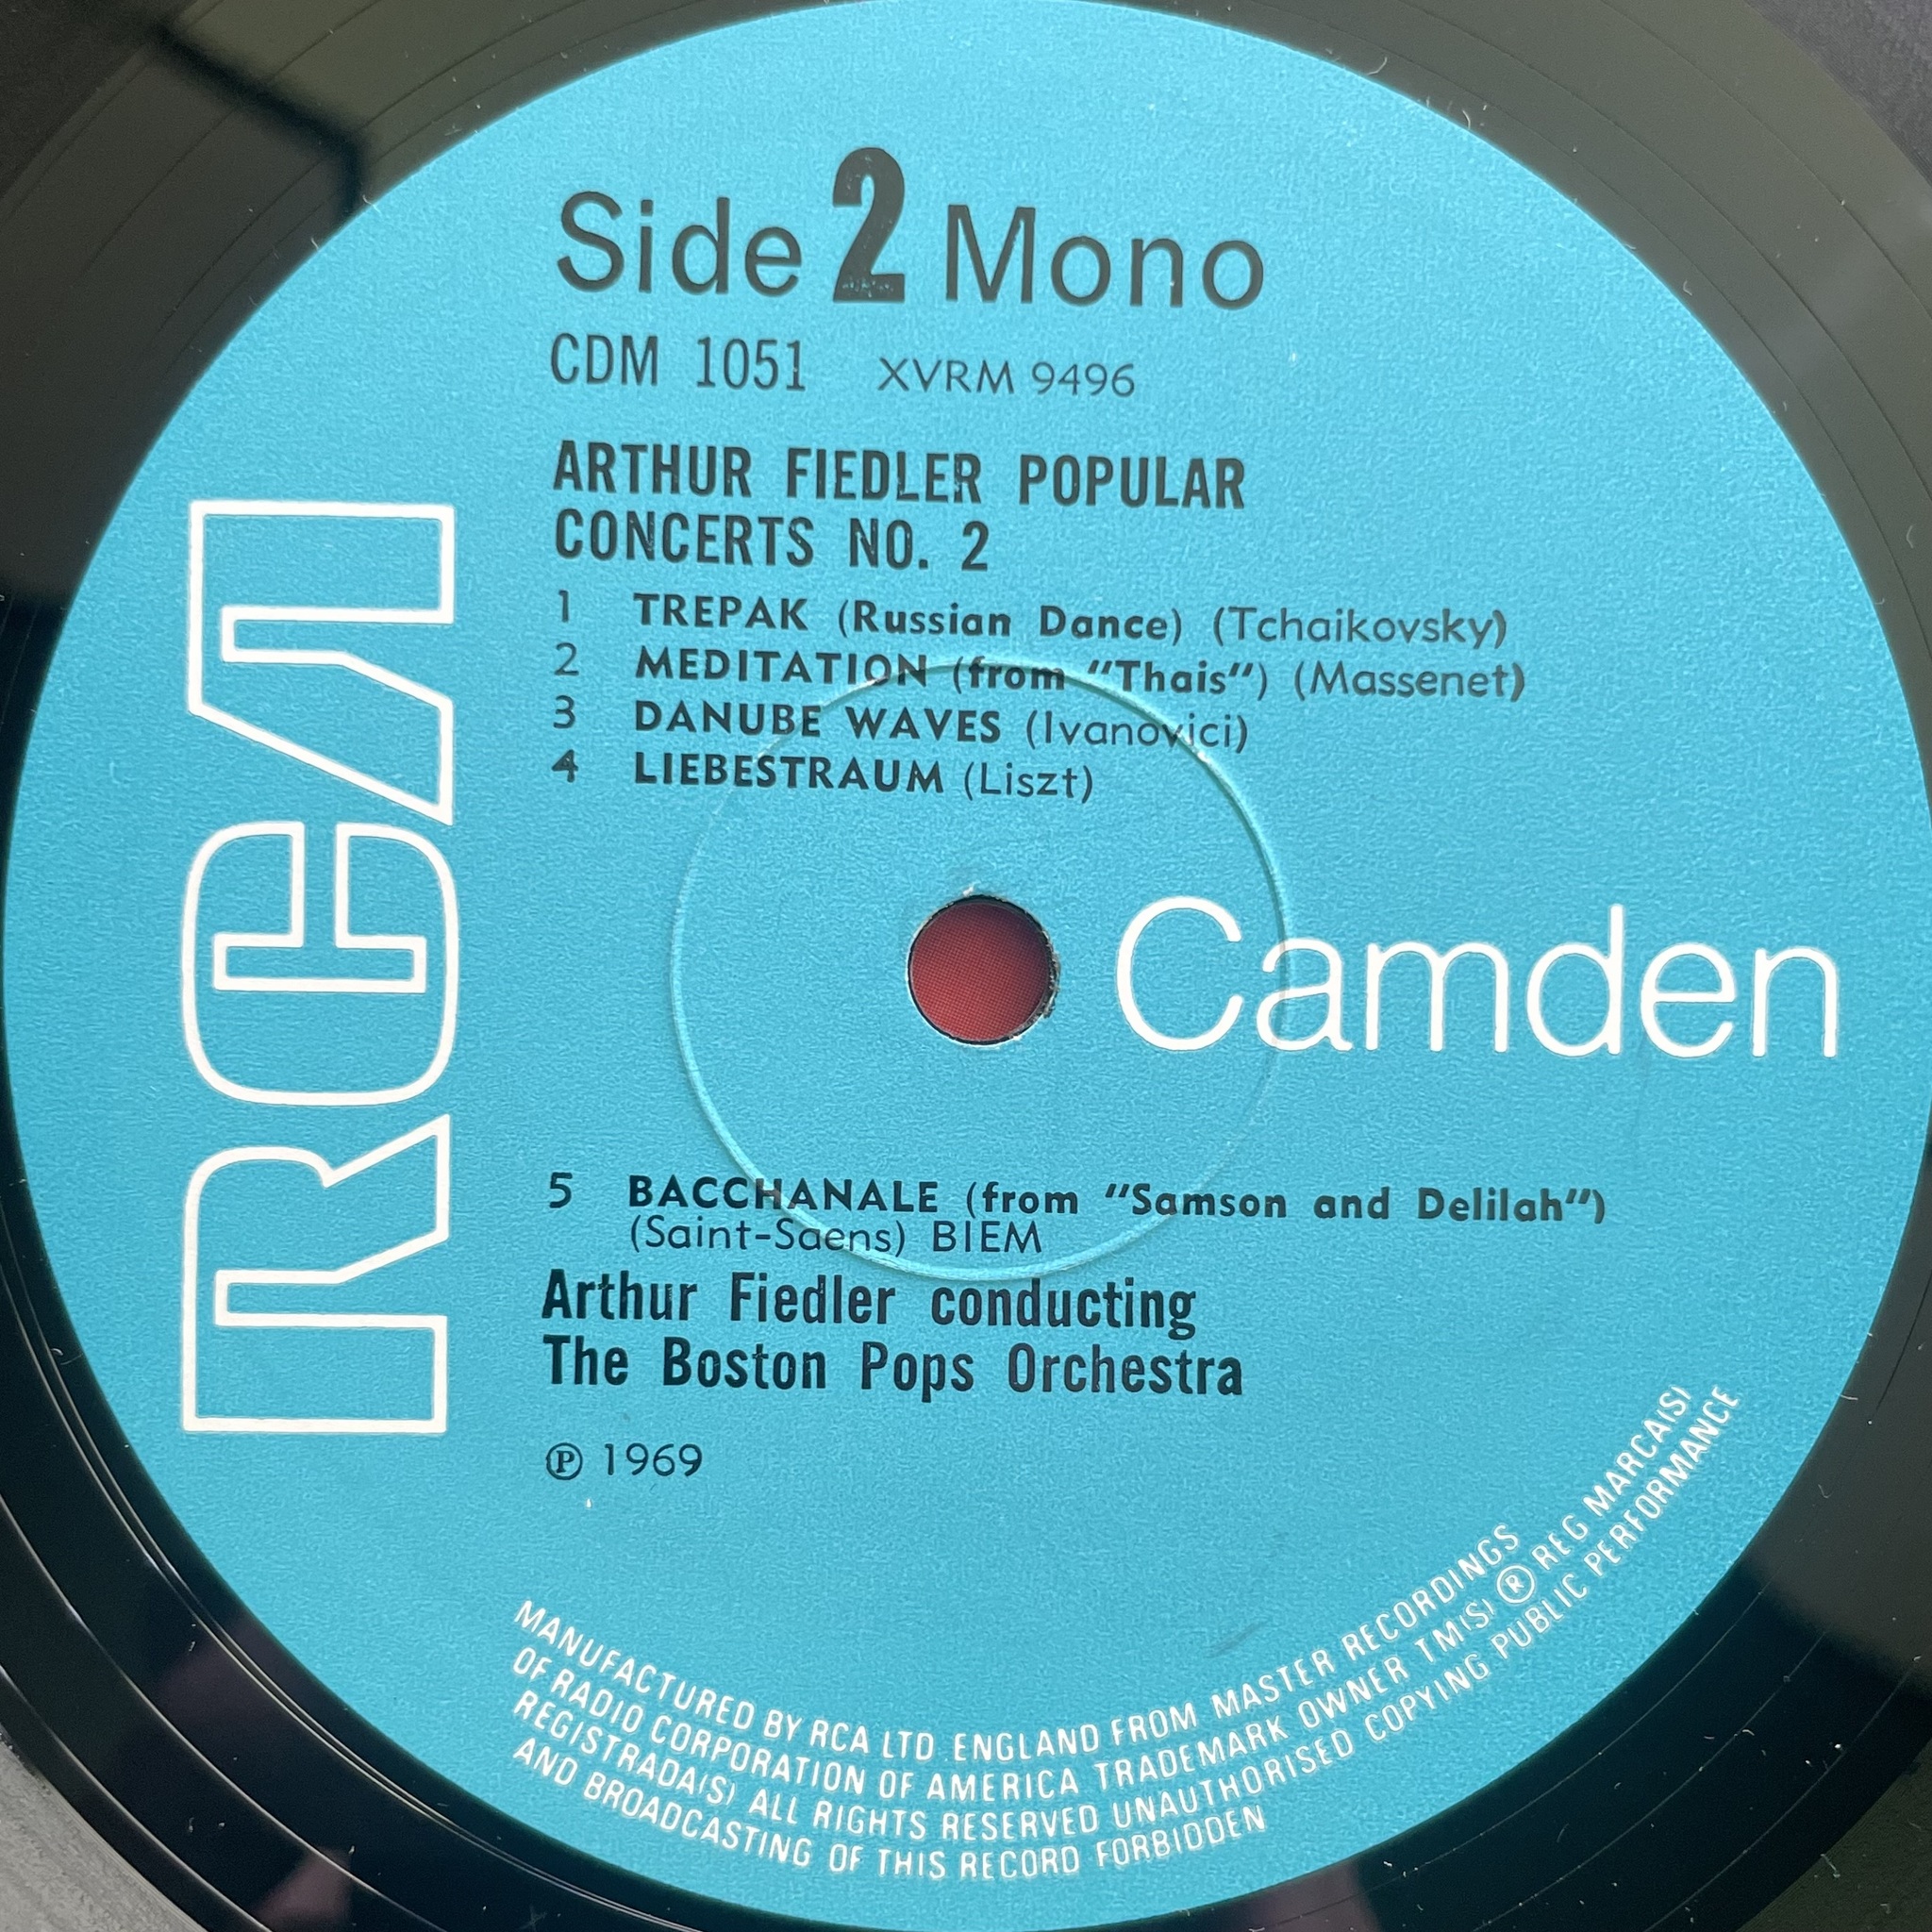 Side 2 Mono
CDM 1051 XVRM 9496
ARTHUR FIEDLER POPULAR
CONCERTS NO. 2
1 TREPAK (Russian Dance) (Tchaikovsky)
2 MEDITATION (from "Thais") (Massenet)
3 DANUBE WAVES (Ivanovici)
4 LIEBESTRAUM (Liszt)
RCA
Camden
5 BACCHANALE (from "Samson and Delilah")
(Saint-Saens) BIEM
Arthur Fiedler conducting
The Boston Pops Orchestra
℗ 1969
MANUFACTURED BY RCA LTD ENGLAND FROM MASTER RECORDINGS
OF RADIO CORPORATION OF AMERICA TRADEMARK OWNER TM(S) ® REG MARCA(S)
REGISTRADA(S) ALL RIGHTS RESERVED UNAUTHORISED COPYING PUBLIC PERFORMANCE
AND BROADCASTING OF THIS RECORD FORBIDDEN